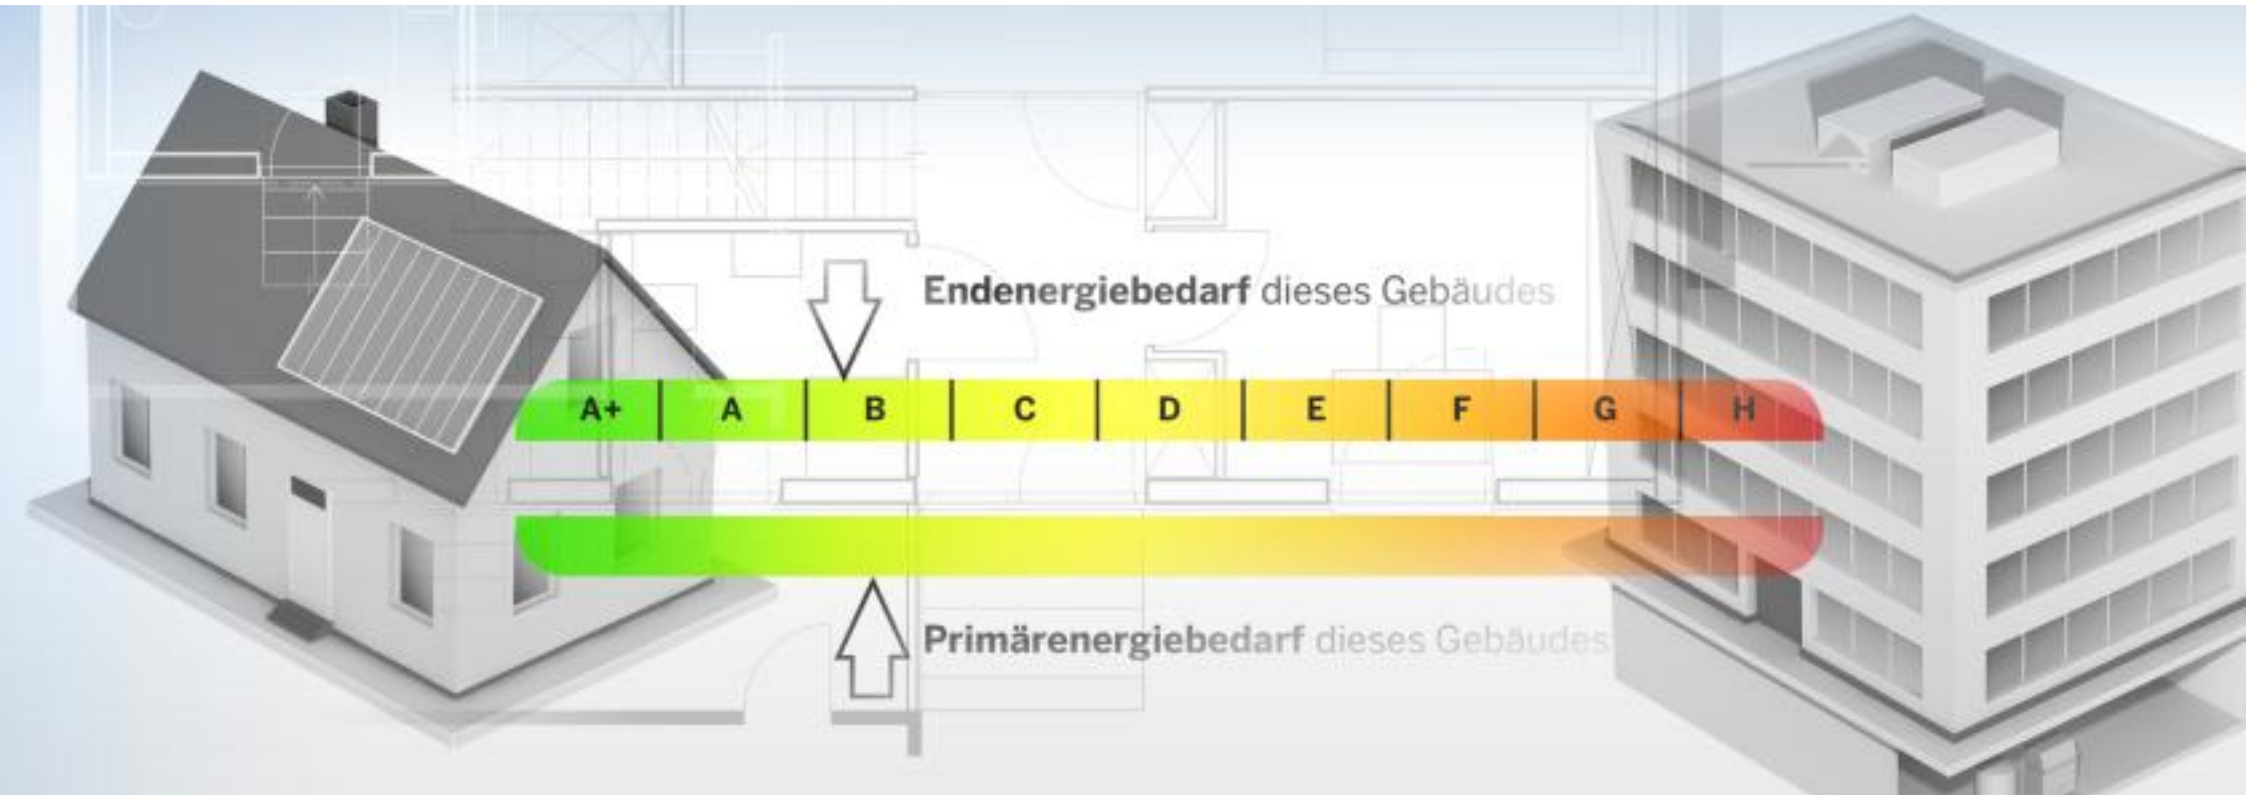 Endenergiebedarf dieses Gebäudes
A+ A B C D E F G H
Primärenergiebedarf dieses Gebäudes